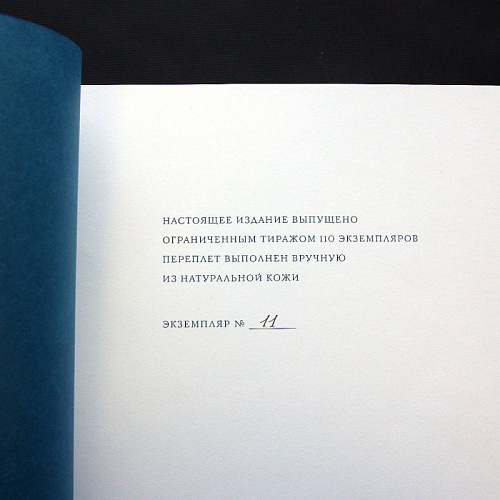 НАСТОЯЩЕЕ ИЗДАНИЕ ВЫПУЩЕНО
ОГРАНИЧЕННЫМ ТИРАЖОМ 110 ЭКЗЕМПЛЯРОВ
ПЕРЕПЛЕТ ВЫПОЛНЕН ВРУЧНУЮ
ИЗ НАТУРАЛЬНОЙ КОЖИ
ЭКЗЕМПЛЯР № 11